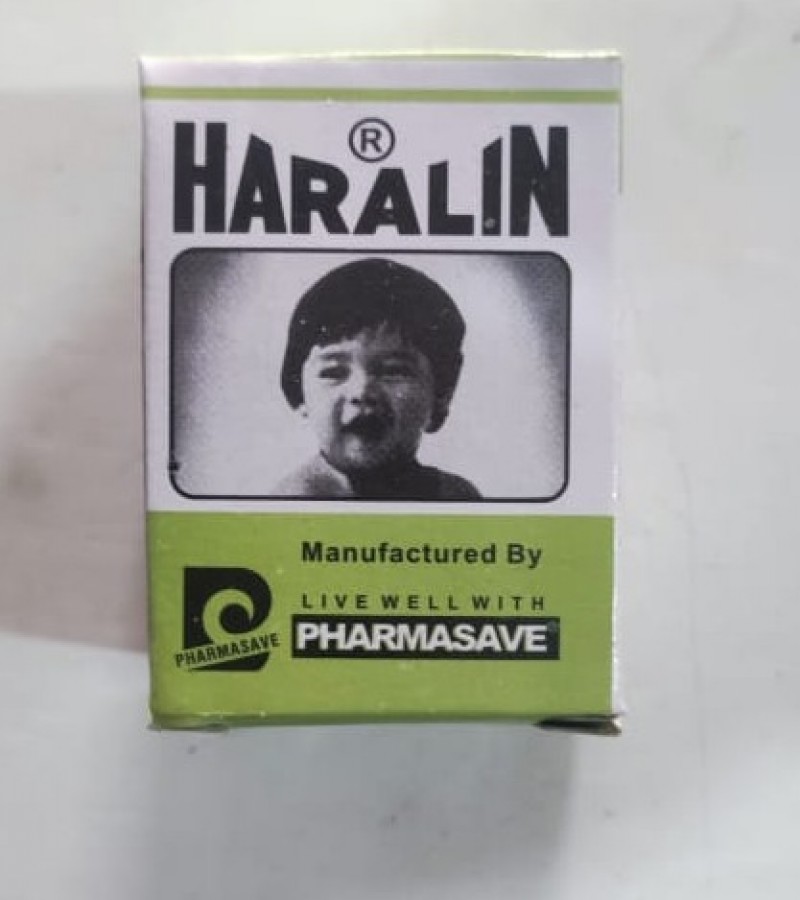 ®
HARALIN
Manufactured By
LIVE WELL WITH
PHARMASAVE
PHARMASAVE